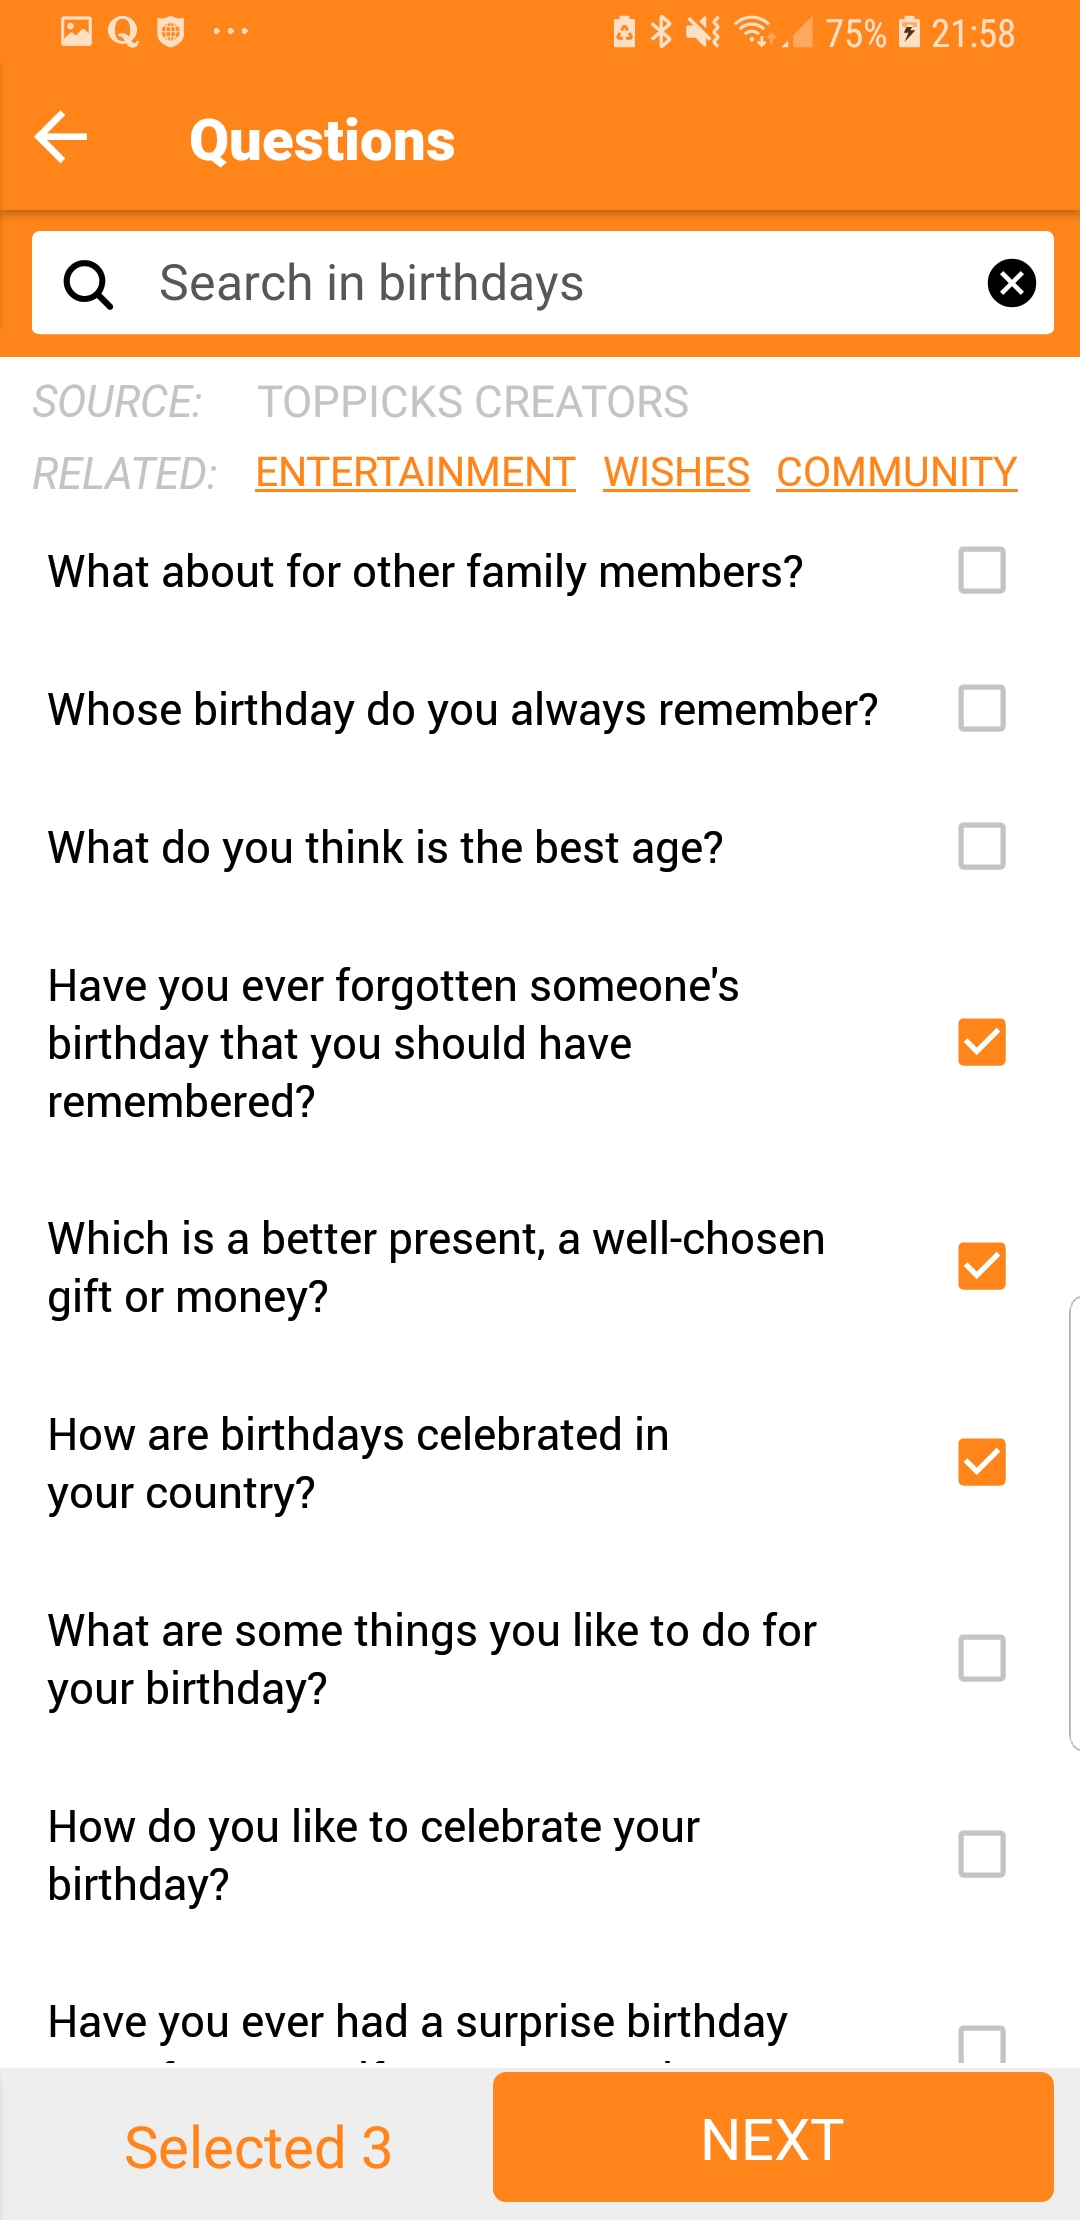 75% 21:58
Questions
Search in birthdays
SOURCE: TOPPICKS CREATORS
RELATED: ENTERTAINMENT WISHES COMMUNITY
What about for other family members?
Whose birthday do you always remember?
What do you think is the best age?
Have you ever forgotten someone's
birthday that you should have
remembered?
Which is a better present, a well-chosen
gift or money?
How are birthdays celebrated in
your country?
What are some things you like to do for
your birthday?
How do you like to celebrate your
birthday?
Have you ever had a surprise birthday
Selected 3 NEXT